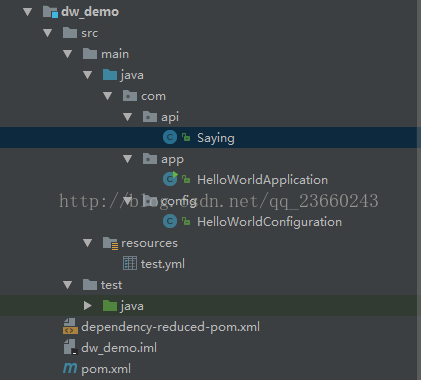 dw_demo
src
main
java
com
api
Saying
app
HelloWorldApplication
http://blog.csdn.net/qq_23660243
config
HelloWorldConfiguration
resources
test.yml
test
java
dependency-reduced-pom.xml
dw_demo.iml
pom.xml